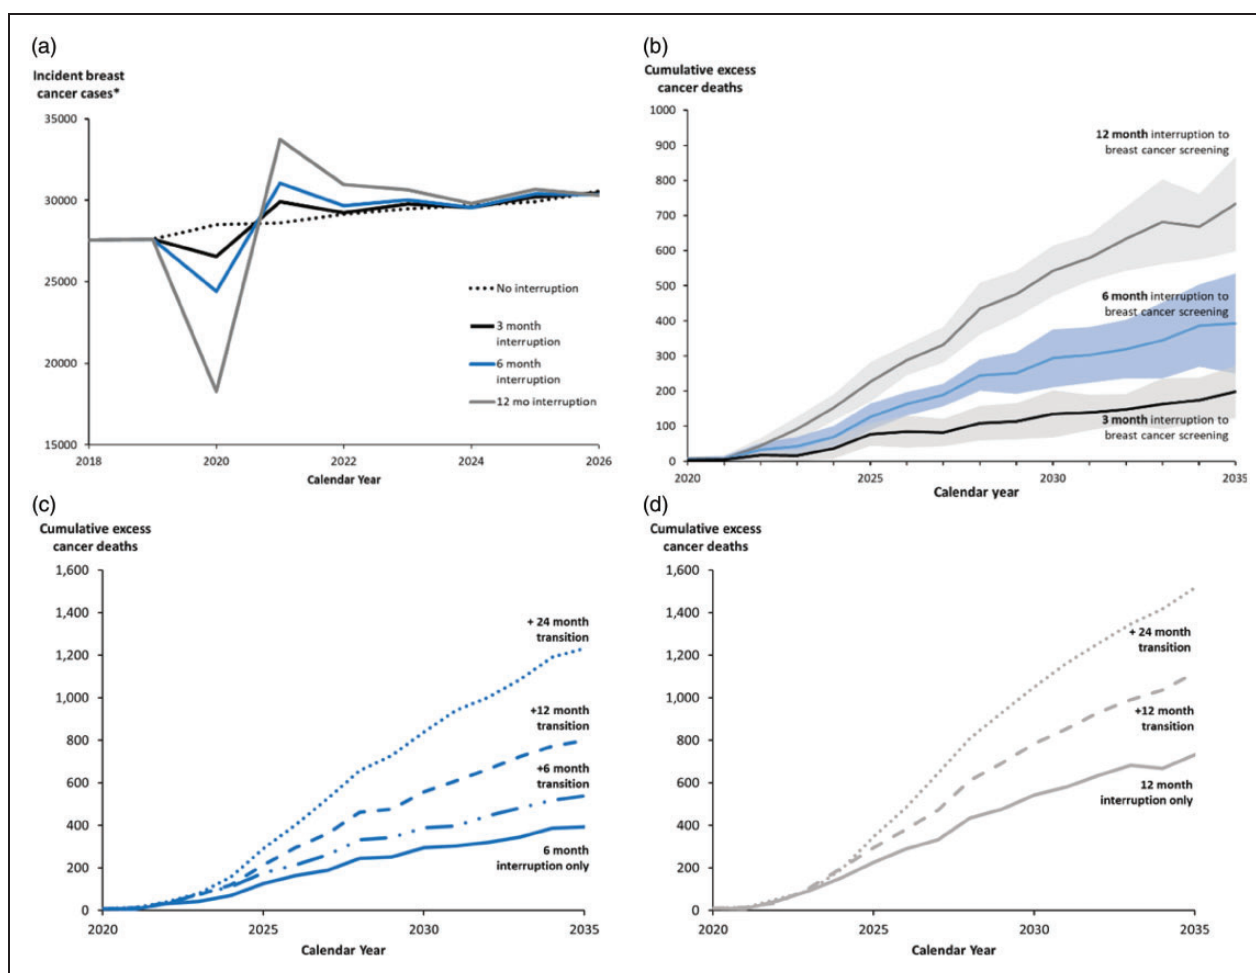 (a)
Incident breast
cancer cases*
35000
30000
25000
20000
15000
2018
2020
2022
2024
2026
Calendar Year
No interruption
3 month
interruption
6 month
interruption
12 mo interruption
(b)
Cumulative excess
cancer deaths
1000
900
800
700
600
500
400
300
200
100
0
2020
2025
2030
2035
Calendar year
12 month interruption to
breast cancer screening
6 month interruption to
breast cancer screening
3 month interruption to
breast cancer screening
(c)
Cumulative excess
cancer deaths
1,600
1,400
1,200
1,000
800
600
400
200
0
2020
2025
2030
2035
Calendar Year
+ 24 month
transition
+12 month
transition
+6 month
transition
6 month
interruption only
(d)
Cumulative excess
cancer deaths
1,600
1,400
1,200
1,000
800
600
400
200
0
2020
2025
2030
2035
Calendar Year
+ 24 month
transition
+12 month
transition
12 month
interruption only